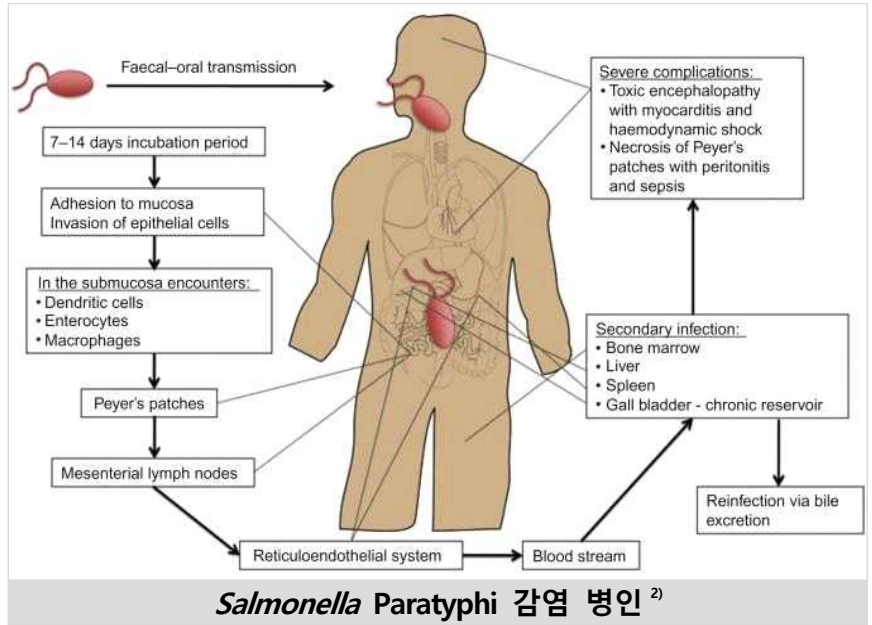 Faecal–oral transmission
7–14 days incubation period
Adhesion to mucosa
Invasion of epithelial cells
In the submucosa encounters:
• Dendritic cells
• Enterocytes
• Macrophages
Peyer's patches
Mesenterial lymph nodes
Reticuloendothelial system
Blood stream
Secondary infection:
• Bone marrow
• Liver
• Spleen
• Gall bladder - chronic reservoir
Reinfection via bile
excretion
Severe complications:
• Toxic encephalopathy
with myocarditis and
haemodynamic shock
• Necrosis of Peyer's
patches with peritonitis
and sepsis
Salmonella Paratyphi 감염 병인 2)